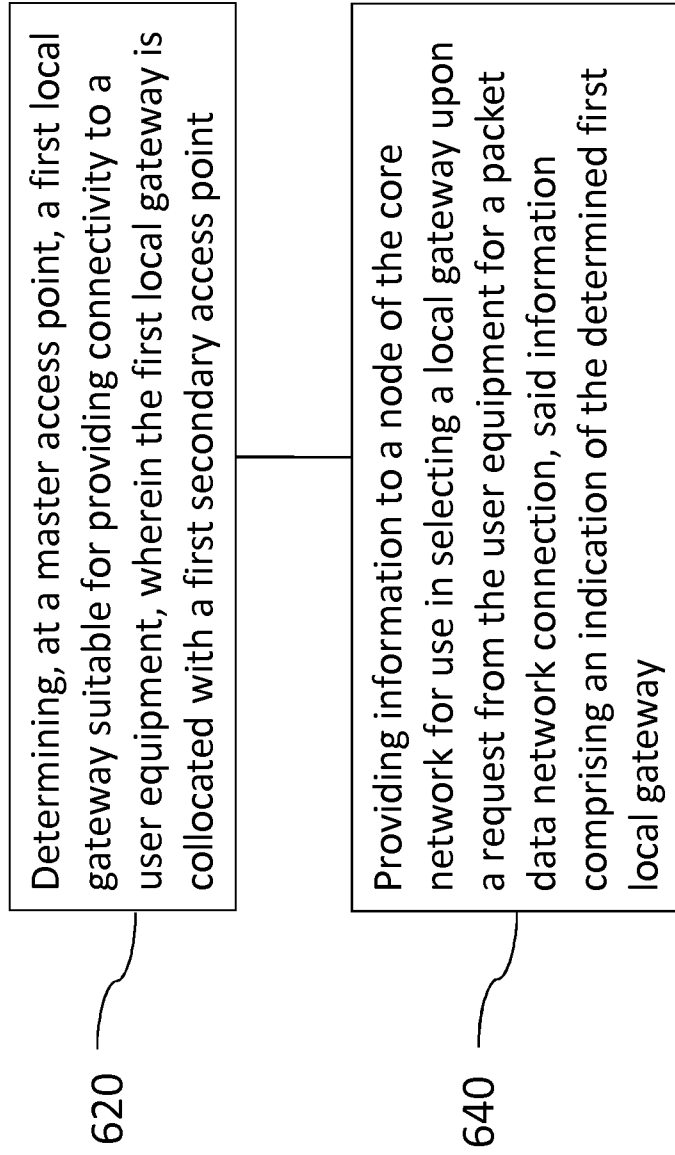 Determining, at a master access point, a first local
gateway suitable for providing connectivity to a
user equipment, wherein the first local gateway is
collocated with a first secondary access point
620
Providing information to a node of the core
network for use in selecting a local gateway upon
a request from the user equipment for a packet
data network connection, said information
comprising an indication of the determined first
local gateway
640